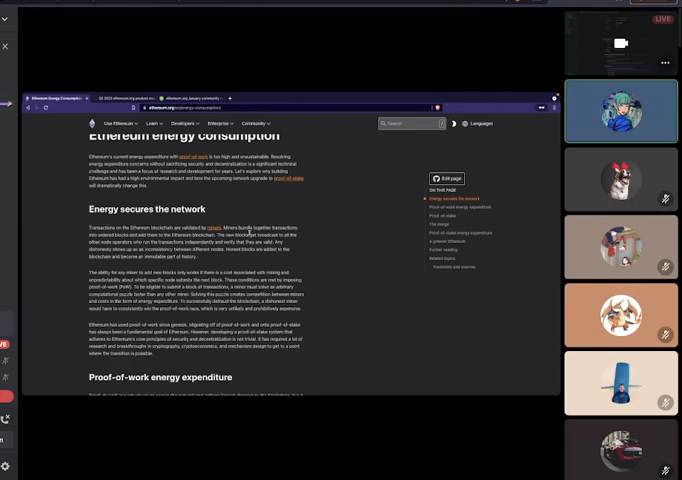 LIVE
Ethereum Energy Consumption
ethereum.org
Use Ethereum
Learn
Developers
Enterprise
Community
Search
Languages
Ethereum energy consumption
Ethereum's current energy expenditure with proof-of-work is too high and unsustainable. Resolving
energy expenditure concerns without sacrificing security and decentralization is a significant technical
challenge and has been a focus of research and development for years. Let's explore why building
Ethereum has had a high environmental impact and how the upcoming network upgrade to proof-of-stake
will dramatically change this.
Edit page
ON THIS PAGE
Energy secures the network
Proof-of-work energy expenditure
Proof-of-stake
The merge
Proof-of-stake energy expenditure
A greener Ethereum
Further reading
Related topics
Footnotes and sources
Energy secures the network
Transactions on the Ethereum blockchain are validated by miners. Miners bundle together transactions
into ordered blocks and add them to the Ethereum blockchain. The new blocks get broadcast to all the
other node operators who run the transactions independently and verify that they are valid. Any
dishonesty shows up as an inconsistency between different nodes. Honest blocks are added to the
blockchain and become an immutable part of history.
The ability for any miner to add new blocks only works if there is a cost associated with mining and
unpredictability about which specific node submits the next block. These conditions are met by imposing
proof-of-work (PoW). To be eligible to submit a block of transactions, a miner must solve an arbitrary
computational puzzle faster than any other miner. Solving this puzzle creates competition between miners
and costs in the form of energy expenditure. To successfully defraud the blockchain, a dishonest miner
would have to consistently win the proof-of-work race, which is very unlikely and prohibitively expensive.
Ethereum has used proof-of-work since genesis. Migrating off of proof-of-work and onto proof-of-stake
has always been a fundamental goal of Ethereum. However, developing a proof-of-stake system that
adheres to Ethereum's core principles of security and decentralization is not trivial. It has required a lot of
research and breakthroughs in cryptography, cryptoeconomics, and mechanism design to get to a point
where the transition is possible.
Proof-of-work energy expenditure